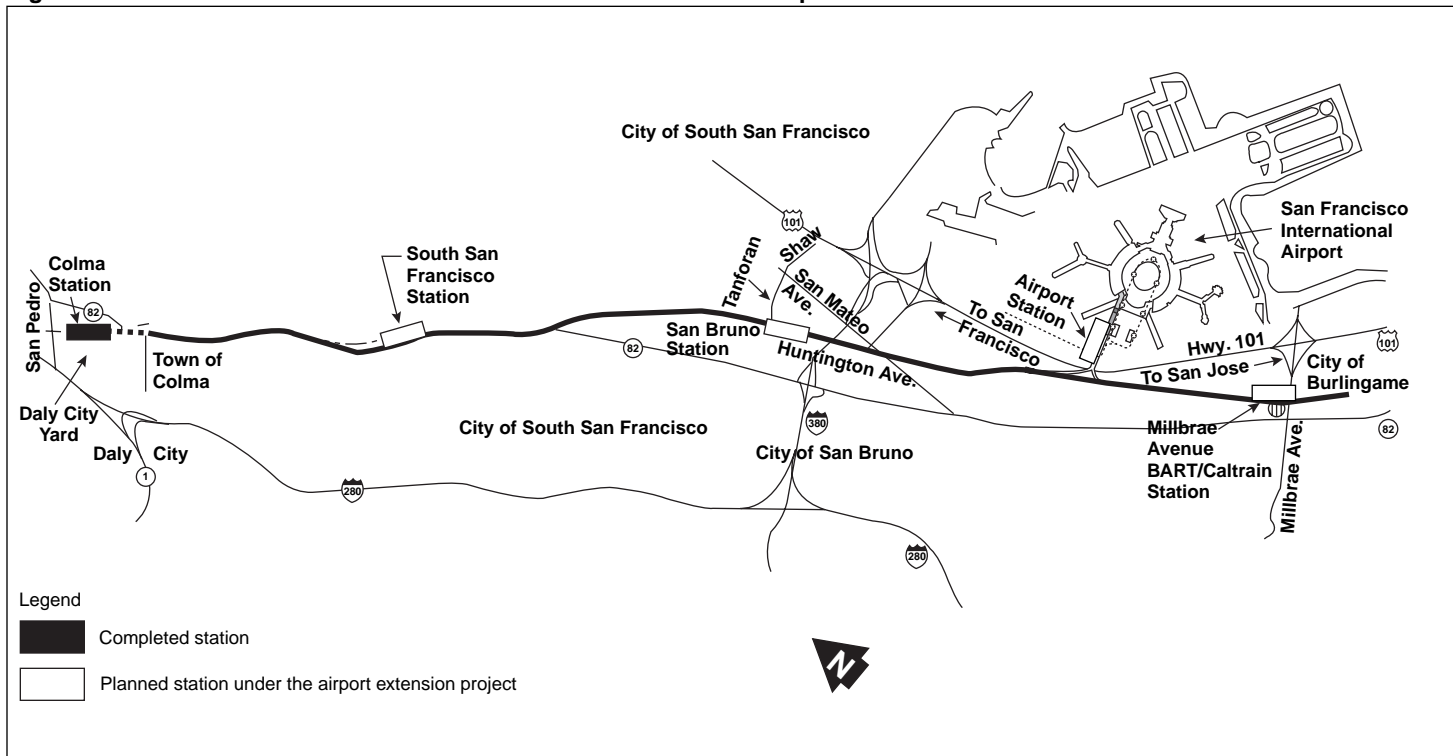 City of South San Francisco
101
San Francisco
International
Airport
South San
Francisco
Station
Colma
Station
San Pedro
82
Town of
Colma
Daly City
Yard
Daly City
1
280
Tanforan
Shaw
Ave.
San Mateo
San Bruno
Station
82
Huntington Ave.
To San
Francisco
Airport
Station
Hwy. 101
To San Jose
101
City of
Burlingame
City of South San Francisco
380
City of San Bruno
Millbrae
Avenue
BART/Caltrain
Station
Millbrae Ave.
82
280
Legend
Completed station
Planned station under the airport extension project
N